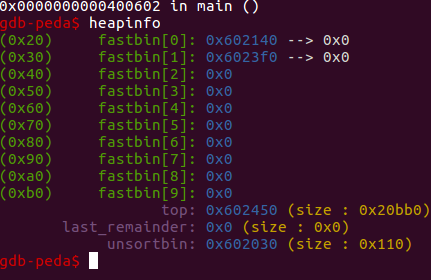 0x0000000000400602 in main ()
gdb-peda$ heapinfo
(0x20) fastbin[0]: 0x602140 --> 0x0
(0x30) fastbin[1]: 0x6023f0 --> 0x0
(0x40) fastbin[2]: 0x0
(0x50) fastbin[3]: 0x0
(0x60) fastbin[4]: 0x0
(0x70) fastbin[5]: 0x0
(0x80) fastbin[6]: 0x0
(0x90) fastbin[7]: 0x0
(0xa0) fastbin[8]: 0x0
(0xb0) fastbin[9]: 0x0
top: 0x602450 (size : 0x20bb0)
last_remainder: 0x0 (size : 0x0)
unsortbin: 0x602030 (size : 0x110)
gdb-peda$